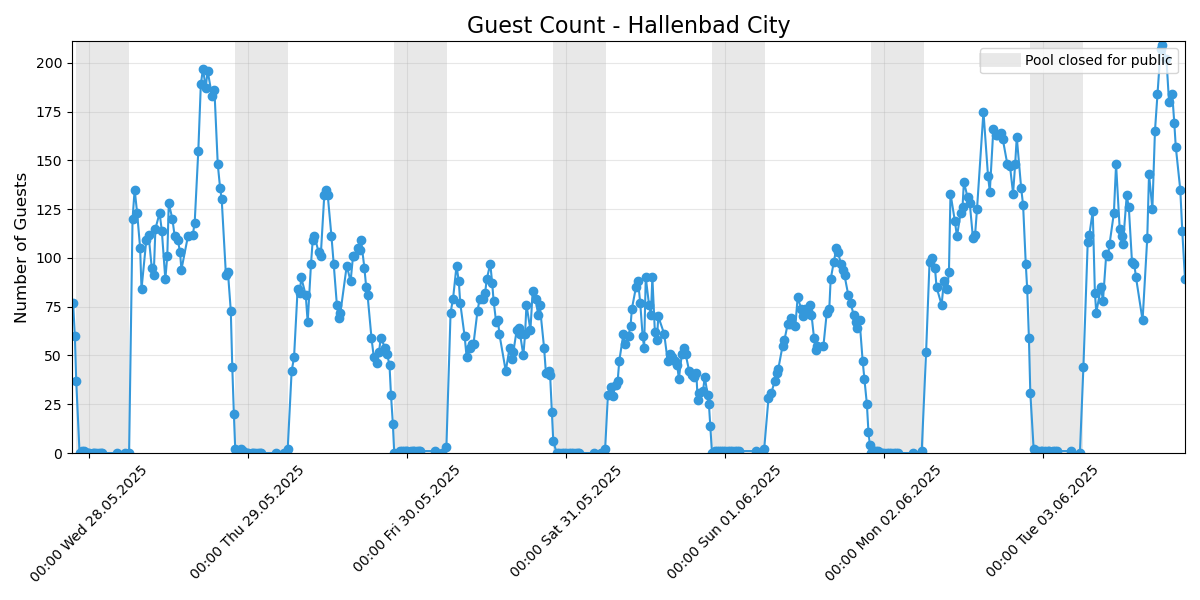 Guest Count - Hallenbad City
Pool closed for public
Number of Guests
200
175
150
125
100
75
50
25
0
00:00 Wed 28.05.2025
00:00 Thu 29.05.2025
00:00 Fri 30.05.2025
00:00 Sat 31.05.2025
00:00 Sun 01.06.2025
00:00 Mon 02.06.2025
00:00 Tue 03.06.2025